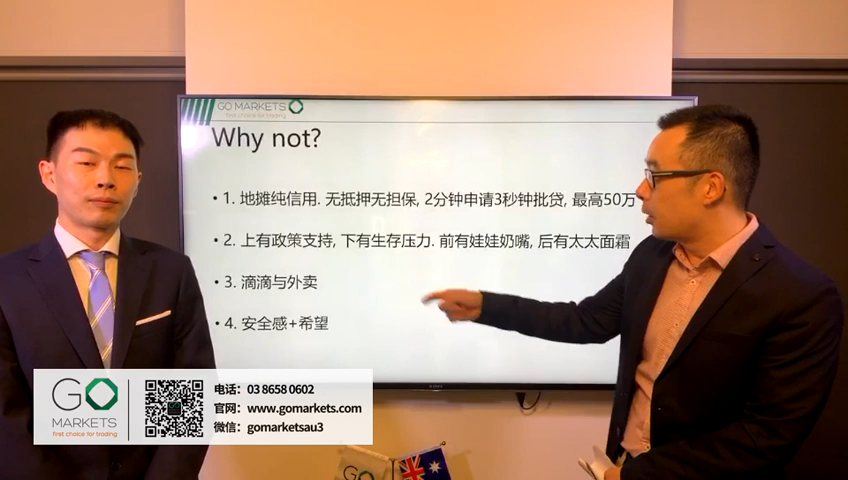 GO MARKETS
first choice for trading
Why not?
• 1. 地摊纯信用. 无抵押无担保, 2分钟申请3秒钟批贷, 最高50万
• 2. 上有政策支持, 下有生存压力. 前有娃娃奶嘴, 后有太太面霜
• 3. 滴滴与外卖
• 4. 安全感+希望
GO
MARKETS
first choice for trading
电话：03 8658 0602
官网：www.gomarkets.com
微信：gomarketsau3
GO